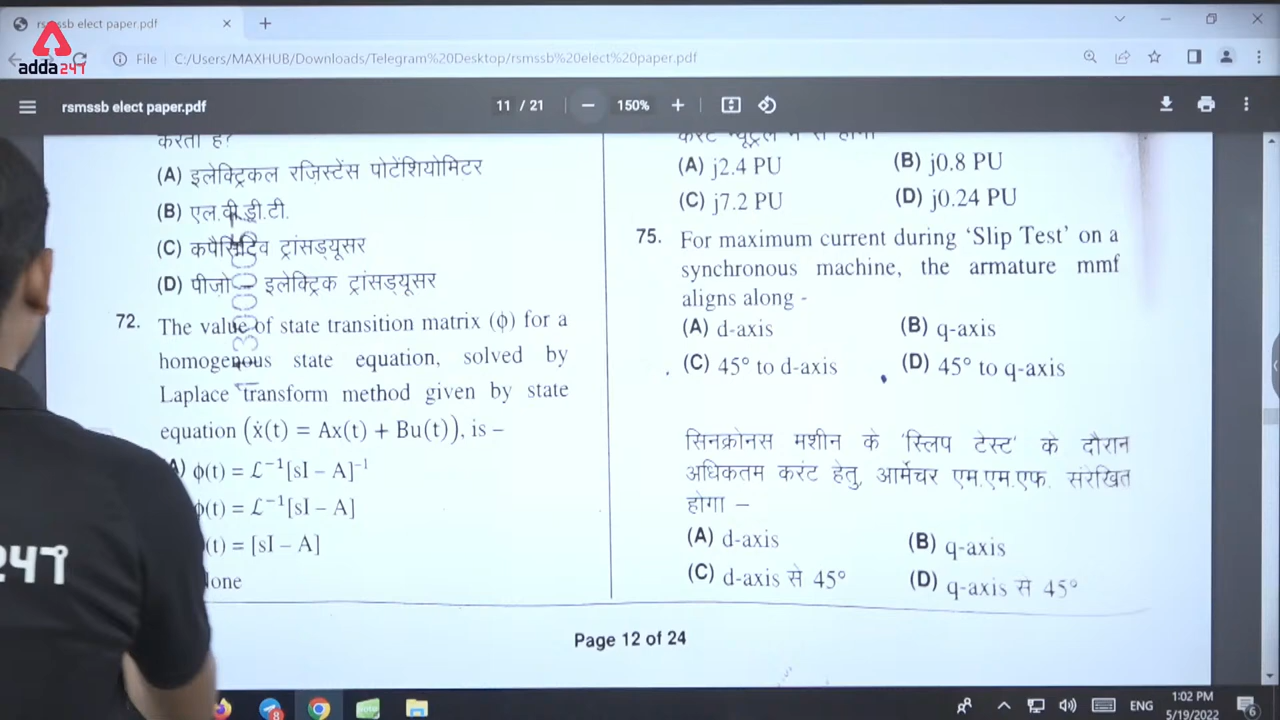 rsmssb elect paper.pdf
adda247
File C:/Users/MAXHUB/Downloads/Telegram%20Desktop/rsmssb%20elect%20paper.pdf
rsmssb elect paper.pdf
11 / 21
150%
करता है?
(A) इलेक्ट्रिकल रज़िस्टेंस पोटेंशियोमिटर
(B) एल.वी.डी.टी.
(C) कपैसिटिव ट्रांसड्यूसर
(D) पीज़ो – इलेक्ट्रिक ट्रांसड्यूसर
72. The value of state transition matrix (ϕ) for a
homogenous state equation, solved by
Laplace transform method given by state
equation (ẋ(t) = Ax(t) + Bu(t)), is –
A) ϕ(t) = ℒ⁻¹[sI – A]⁻¹
ϕ(t) = ℒ⁻¹[sI – A]
(t) = [sI – A]
None
करंट न्यूट्रल में से होगा
(A) j2.4 PU
(B) j0.8 PU
(C) j7.2 PU
(D) j0.24 PU
75. For maximum current during ‘Slip Test’ on a
synchronous machine, the armature mmf
aligns along -
(A) d-axis
(B) q-axis
(C) 45° to d-axis
(D) 45° to q-axis
सिनक्रोनस मशीन के ‘स्लिप टेस्ट’ के दौरान
अधिकतम करंट हेतु, आर्मेचर एम.एम.एफ. संरेखित
होगा –
(A) d-axis
(B) q-axis
(C) d-axis से 45°
(D) q-axis से 45°
Page 12 of 24
247
ENG
1:02 PM
5/19/2022